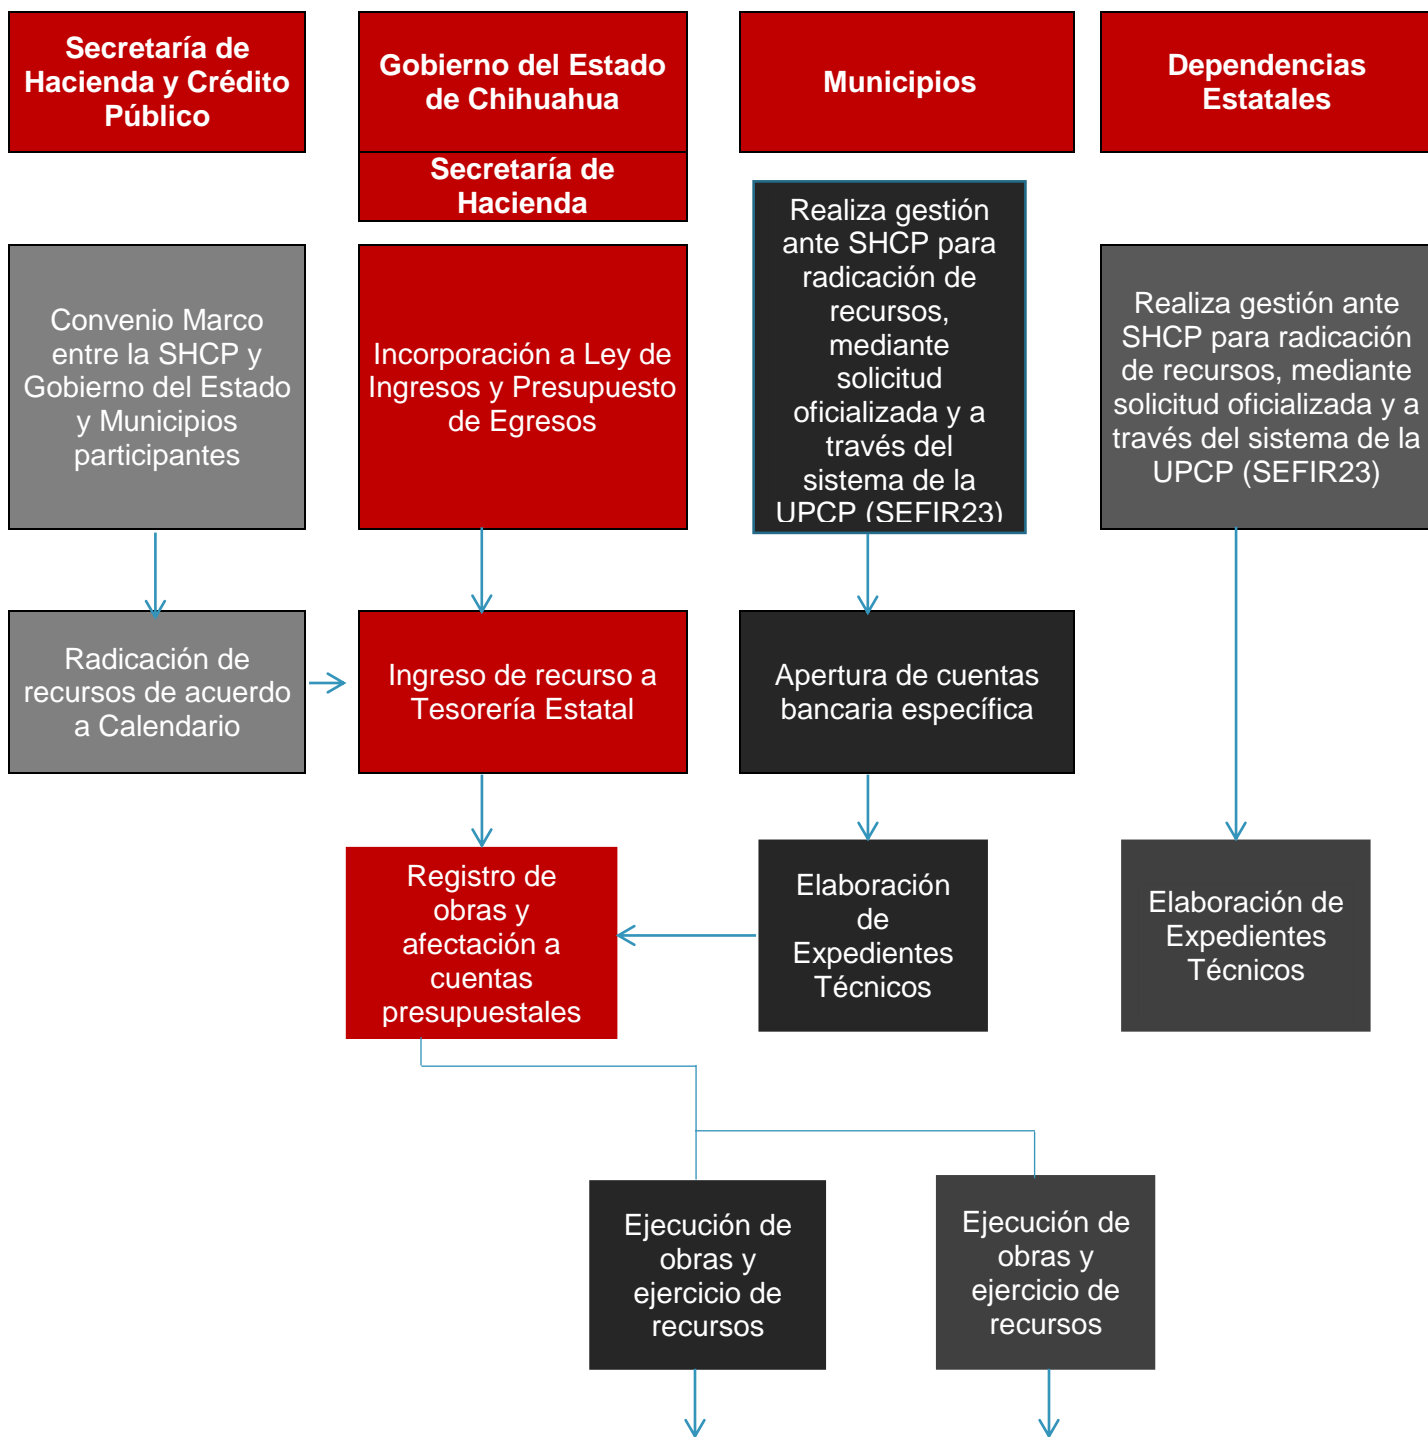 Secretaría de
Hacienda y Crédito
Público
Gobierno del Estado
de Chihuahua
Secretaría de
Hacienda
Municipios
Dependencias
Estatales
Convenio Marco
entre la SHCP y
Gobierno del Estado
y Municipios
participantes
Incorporación a Ley de
Ingresos y Presupuesto
de Egresos
Realiza gestión
ante SHCP para
radicación de
recursos,
mediante
solicitud
oficializada y a
través del
sistema de la
UPCP (SEFIR23)
Realiza gestión ante
SHCP para radicación
de recursos, mediante
solicitud oficializada y a
través del sistema de la
UPCP (SEFIR23)
Radicación de
recursos de acuerdo
a Calendario
Ingreso de recurso a
Tesorería Estatal
Apertura de cuentas
bancaria específica
Registro de
obras y
afectación a
cuentas
presupuestales
Elaboración
de
Expedientes
Técnicos
Elaboración de
Expedientes
Técnicos
Ejecución de
obras y
ejercicio de
recursos
Ejecución de
obras y
ejercicio de
recursos